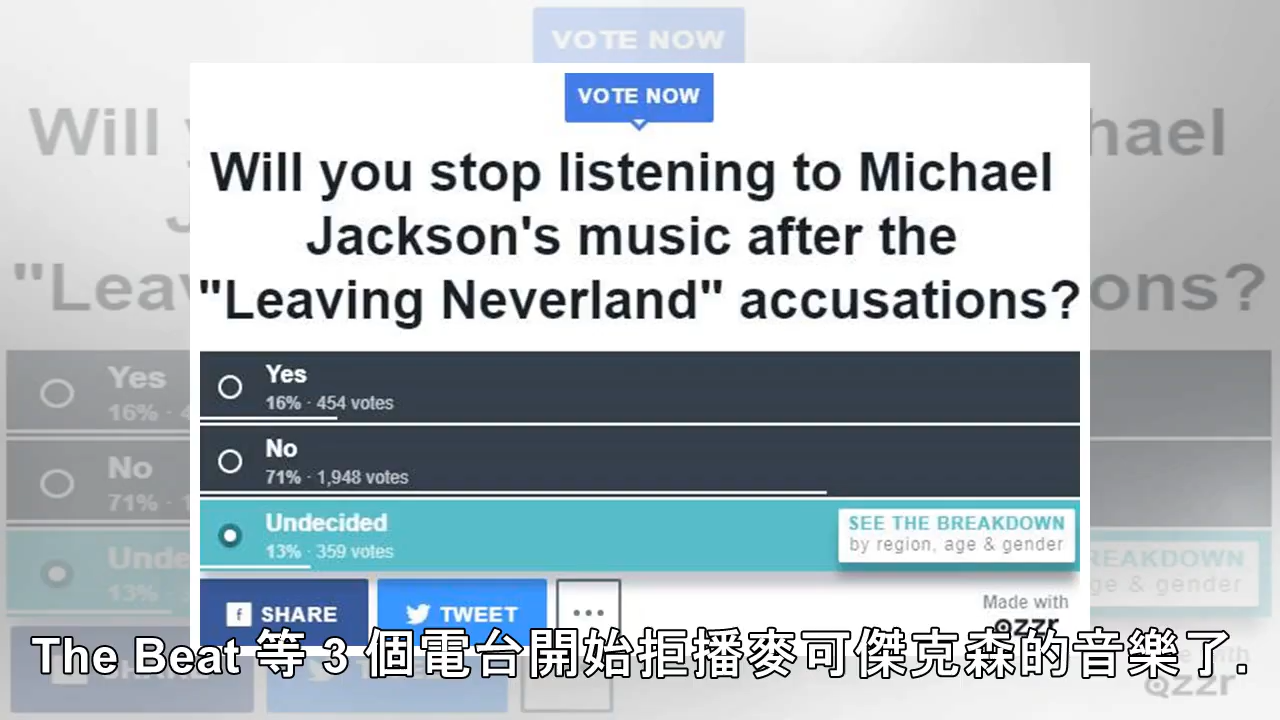 VOTE NOW
VOTE NOW
Will you stop listening to Michael
Jackson's music after the
"Leaving Neverland" accusations?
Yes
16% · 454 votes
No
71% · 1,948 votes
Undecided
13% · 359 votes
SEE THE BREAKDOWN
by region, age & gender
SHARE
TWEET
Made with
Qzzr
The Beat 等 3 個電台開始拒播麥可傑克森的音樂了.